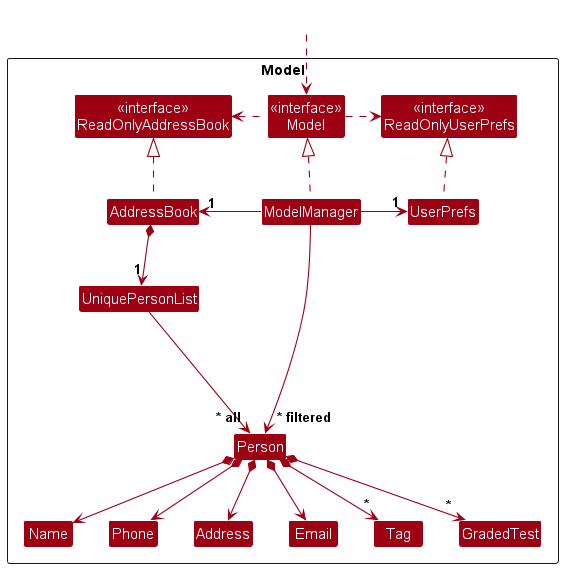 Model
«interface»
ReadOnlyAddressBook
«interface»
Model
«interface»
ReadOnlyUserPrefs
AddressBook
1
ModelManager
1
UserPrefs
1
UniquePersonList
* all
* filtered
Person
*
*
Name
Phone
Address
Email
Tag
GradedTest